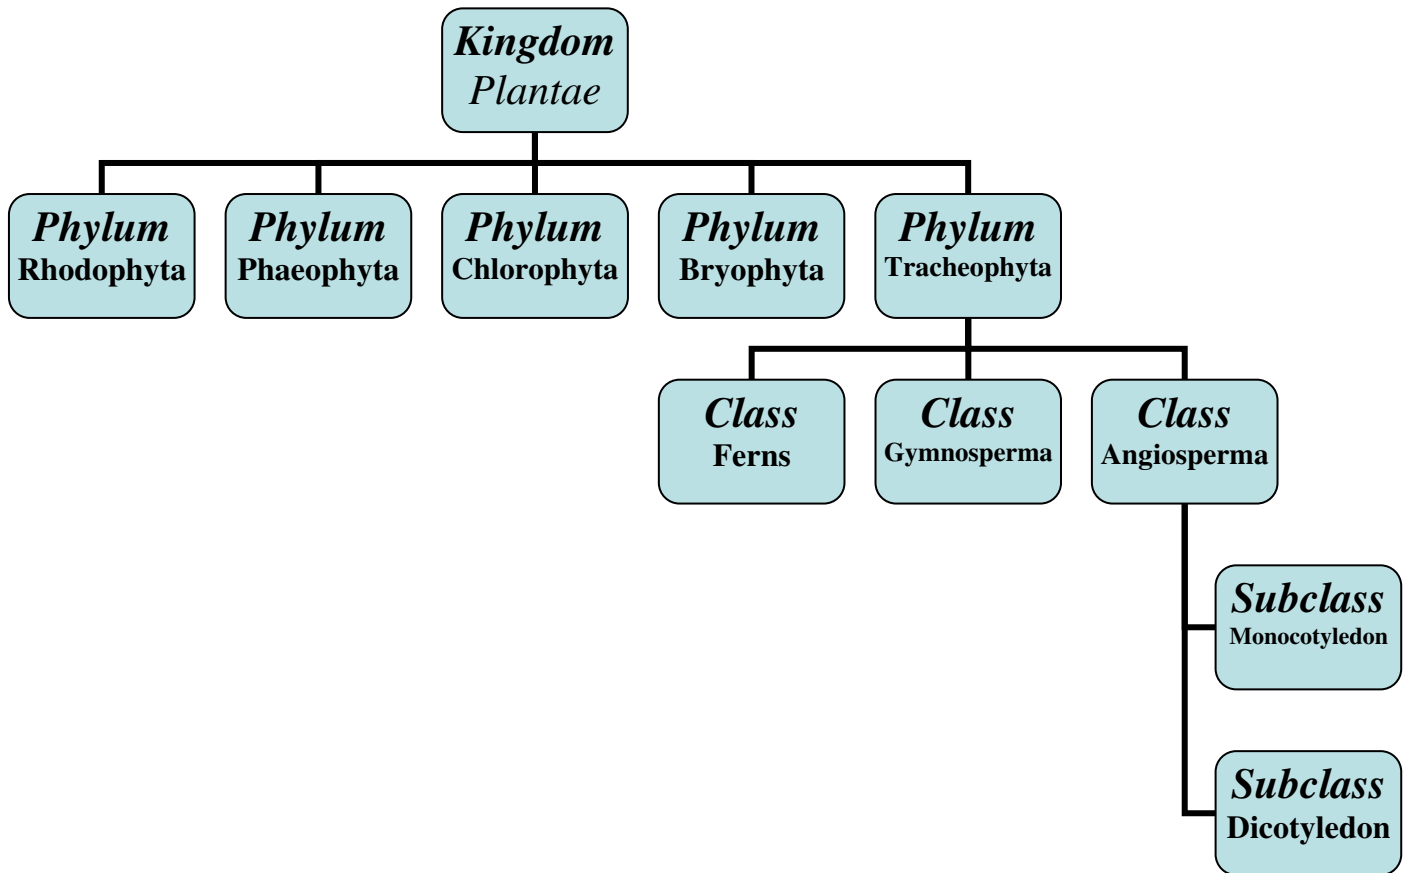 Kingdom
Plantae
Phylum
Rhodophyta
Phylum
Phaeophyta
Phylum
Chlorophyta
Phylum
Bryophyta
Phylum
Tracheophyta
Class
Ferns
Class
Gymnosperma
Class
Angiosperma
Subclass
Monocotyledon
Subclass
Dicotyledon